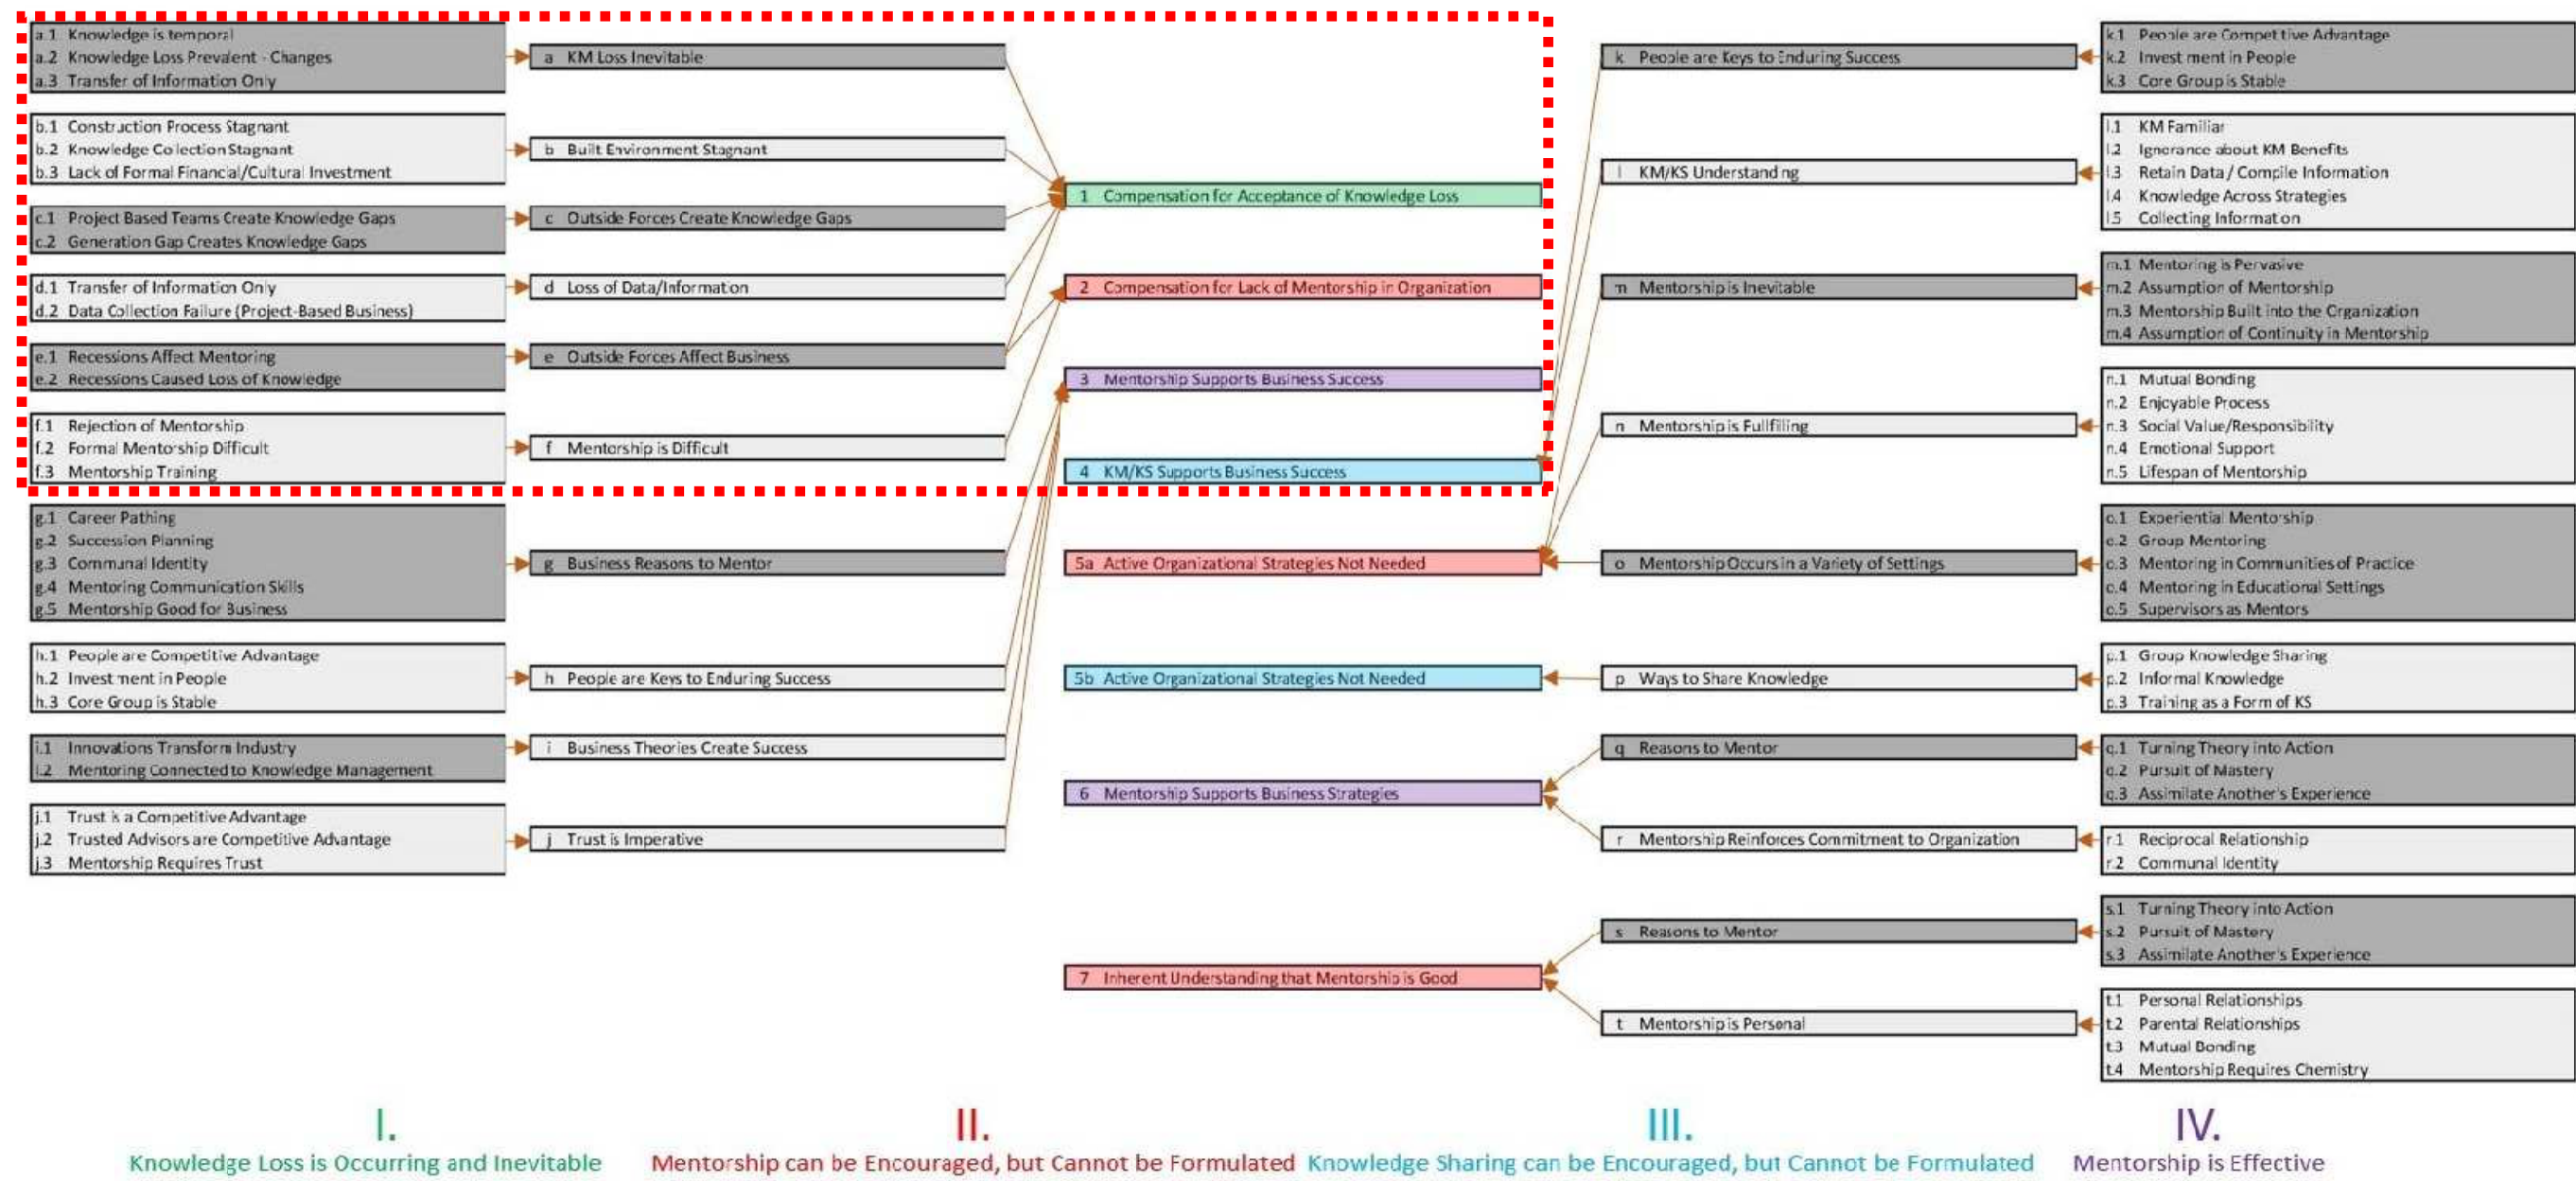 a.1 Knowledge is temporal
a.2 Knowledge Loss Prevalent - Changes
a.3 Transfer of Information Only
a KM Loss Inevitable
b.1 Construction Process Stagnant
b.2 Knowledge Collection Stagnant
b.3 Lack of Formal Financial/Cultural Investment
b Built Environment Stagnant
c.1 Project Based Teams Create Knowledge Gaps
c.2 Generation Gap Creates Knowledge Gaps
c Outside Forces Create Knowledge Gaps
d.1 Transfer of Information Only
d.2 Data Collection Failure (Project-Based Business)
d Loss of Data/Information
e.1 Recessions Affect Mentoring
e.2 Recessions Caused Loss of Knowledge
e Outside Forces Affect Business
f.1 Rejection of Mentorship
f.2 Formal Mentorship Difficult
f.3 Mentorship Training
f Mentorship is Difficult
g.1 Career Pathing
g.2 Succession Planning
g.3 Communal Identity
g.4 Mentoring Communication Skills
g.5 Mentorship Good for Business
g Business Reasons to Mentor
h.1 People are Competitive Advantage
h.2 Investment in People
h.3 Core Group is Stable
h People are Keys to Enduring Success
i.1 Innovations Transform Industry
i.2 Mentoring Connected to Knowledge Management
i Business Theories Create Success
j.1 Trust is a Competitive Advantage
j.2 Trusted Advisors are Competitive Advantage
j.3 Mentorship Requires Trust
j Trust is Imperative
1 Compensation for Acceptance of Knowledge Loss
2 Compensation for Lack of Mentorship in Organization
3 Mentorship Supports Business Success
4 KM/KS Supports Business Success
5a Active Organizational Strategies Not Needed
5b Active Organizational Strategies Not Needed
6 Mentorship Supports Business Strategies
7 Inherent Understanding that Mentorship is Good
k People are Keys to Enduring Success
k.1 People are Competitive Advantage
k.2 Investment in People
k.3 Core Group is Stable
l KM/KS Understanding
l.1 KM Familiar
l.2 Ignorance about KM Benefits
l.3 Retain Data / Compile Information
l.4 Knowledge Across Strategies
l.5 Collecting Information
m Mentorship is Inevitable
m.1 Mentoring is Pervasive
m.2 Assumption of Mentorship
m.3 Mentorship Built into the Organization
m.4 Assumption of Continuity in Mentorship
n Mentorship is Fullfilling
n.1 Mutual Bonding
n.2 Enjoyable Process
n.3 Social Value/Responsibility
n.4 Emotional Support
n.5 Lifespan of Mentorship
o Mentorship Occurs in a Variety of Settings
o.1 Experiential Mentorship
o.2 Group Mentoring
o.3 Mentoring in Communities of Practice
o.4 Mentoring in Educational Settings
o.5 Supervisors as Mentors
p Ways to Share Knowledge
p.1 Group Knowledge Sharing
p.2 Informal Knowledge
p.3 Training as a Form of KS
q Reasons to Mentor
q.1 Turning Theory into Action
q.2 Pursuit of Mastery
q.3 Assimilate Another's Experience
r Mentorship Reinforces Commitment to Organization
r.1 Reciprocal Relationship
r.2 Communal Identity
s Reasons to Mentor
s.1 Turning Theory into Action
s.2 Pursuit of Mastery
s.3 Assimilate Another's Experience
t Mentorship is Personal
t.1 Personal Relationships
t.2 Parental Relationships
t.3 Mutual Bonding
t.4 Mentorship Requires Chemistry
I.
Knowledge Loss is Occurring and Inevitable
II.
Mentorship can be Encouraged, but Cannot be Formulated
III.
Knowledge Sharing can be Encouraged, but Cannot be Formulated
IV.
Mentorship is Effective